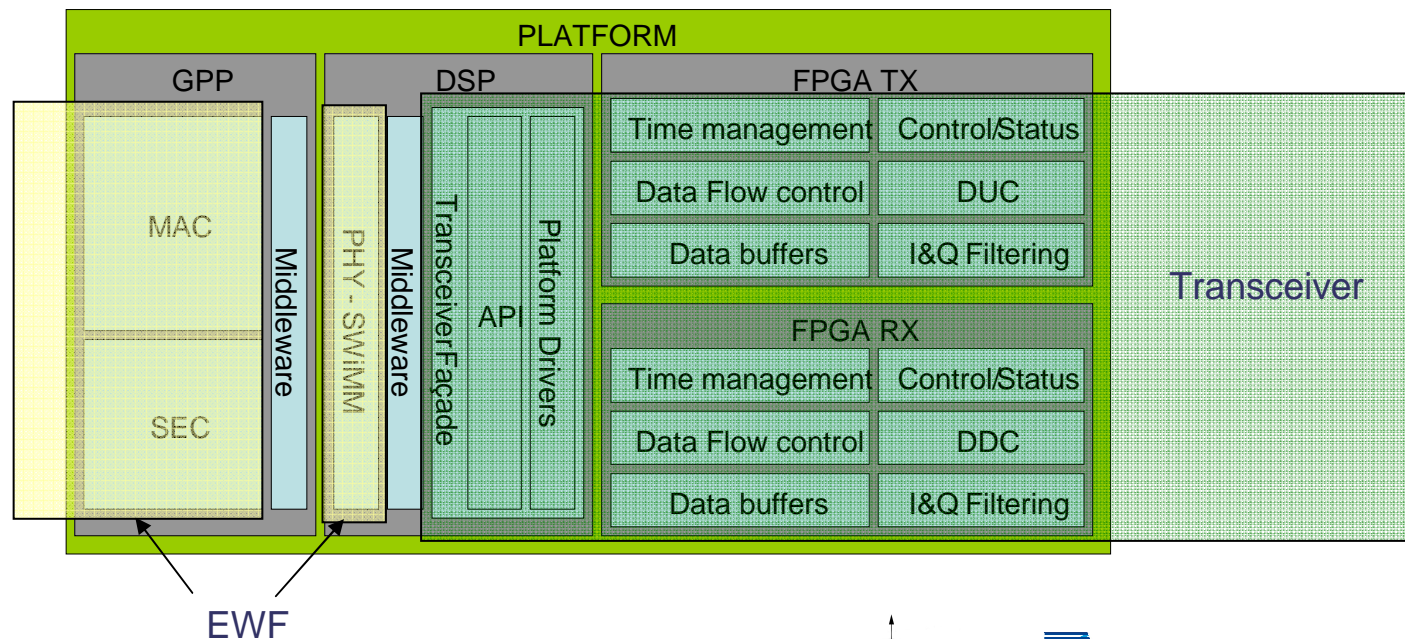 PLATFORM
GPP
DSP
FPGA TX
MAC
SEC
Middleware
PHY - SWiMM
Middleware
Transceiver Façade
API
Platform Drivers
Time management
Control/Status
Data Flow control
DUC
Data buffers
I&Q Filtering
FPGA RX
Time management
Control/Status
Data Flow control
DDC
Data buffers
I&Q Filtering
Transceiver
EWF